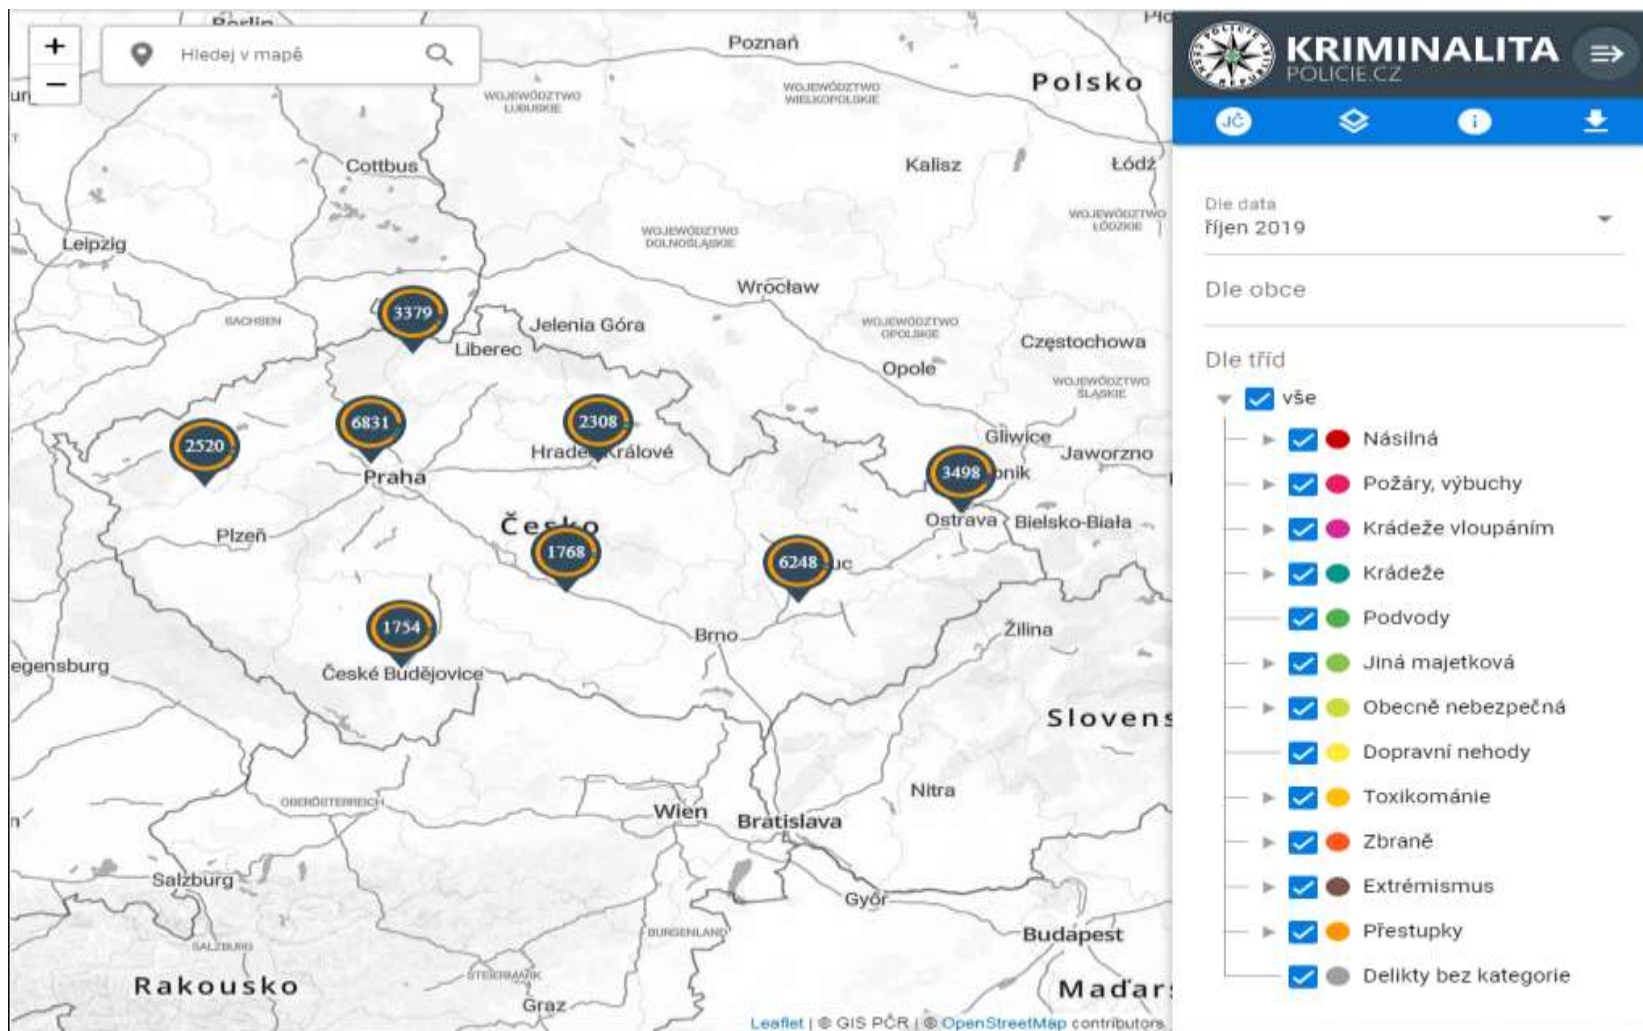 Berlin
Poznań
Polsko
+
−
Hledej v mapě
WOJEWÓDZTWO
LUBUSKIE
WOJEWÓDZTWO
WIELKOPOLSKIE
Cottbus
Kalisz
Łódź
WOJEWÓDZTWO
ŁÓDZKIE
Leipzig
WOJEWÓDZTWO
DOLNOŚLĄSKIE
Wrocław
3379
SACHSEN
Jelenia Góra
WOJEWÓDZTWO
OPOLSKIE
Liberec
Częstochowa
Opole
WOJEWÓDZTWO
ŚLĄSKIE
6831
2308
2520
Gliwice
Hradec Králové
Jaworzno
Praha
3498
Česko
Ostrava
Bielsko-Biała
Plzeň
1768
6248
1754
Brno
Žilina
egensburg
České Budějovice
Slovens
Nitra
OBERÖSTERREICH
Wien
Bratislava
Salzburg
Győr
BURGENLAND
Budapest
SALZBURG
STEIERMARK
Rakousko
Maďar
Graz
Leaflet | © GIS PČR | © OpenStreetMap contributors
KRIMINALITA
POLICIE.CZ
JČ
Dle data
říjen 2019
Dle obce
Dle tříd
vše
Násilná
Požáry, výbuchy
Krádeže vloupáním
Krádeže
Podvody
Jiná majetková
Obecně nebezpečná
Dopravní nehody
Toxikománie
Zbraně
Extrémismus
Přestupky
Delikty bez kategorie